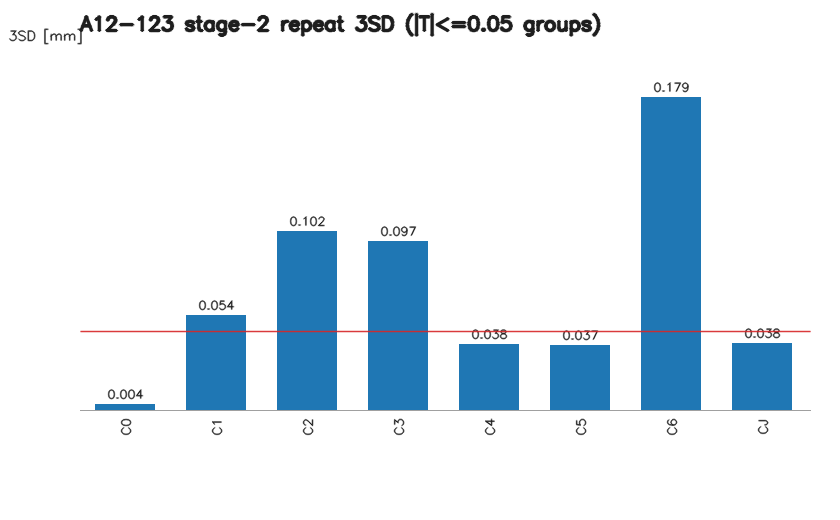 A12-123 stage-2 repeat 3SD (|T|<=0.05 groups)
3SD [mm]
0.179
0.102
0.097
0.054
0.038
0.037
0.038
0.004
C0
C1
C2
C3
C4
C5
C6
CJ